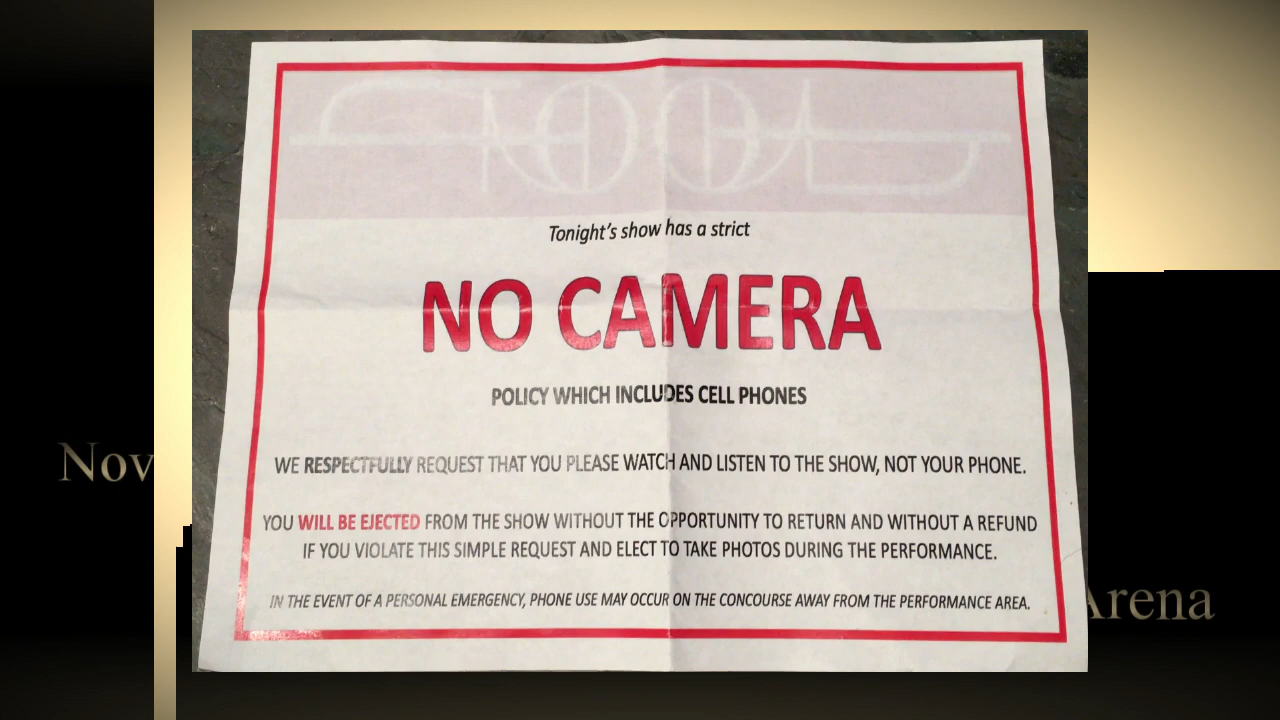 TOOL
Tonight's show has a strict
NO CAMERA
POLICY WHICH INCLUDES CELL PHONES
WE RESPECTFULLY REQUEST THAT YOU PLEASE WATCH AND LISTEN TO THE SHOW, NOT YOUR PHONE.
YOU WILL BE EJECTED FROM THE SHOW WITHOUT THE OPPORTUNITY TO RETURN AND WITHOUT A REFUND
IF YOU VIOLATE THIS SIMPLE REQUEST AND ELECT TO TAKE PHOTOS DURING THE PERFORMANCE.
IN THE EVENT OF A PERSONAL EMERGENCY, PHONE USE MAY OCCUR ON THE CONCOURSE AWAY FROM THE PERFORMANCE AREA.
Nov
Arena